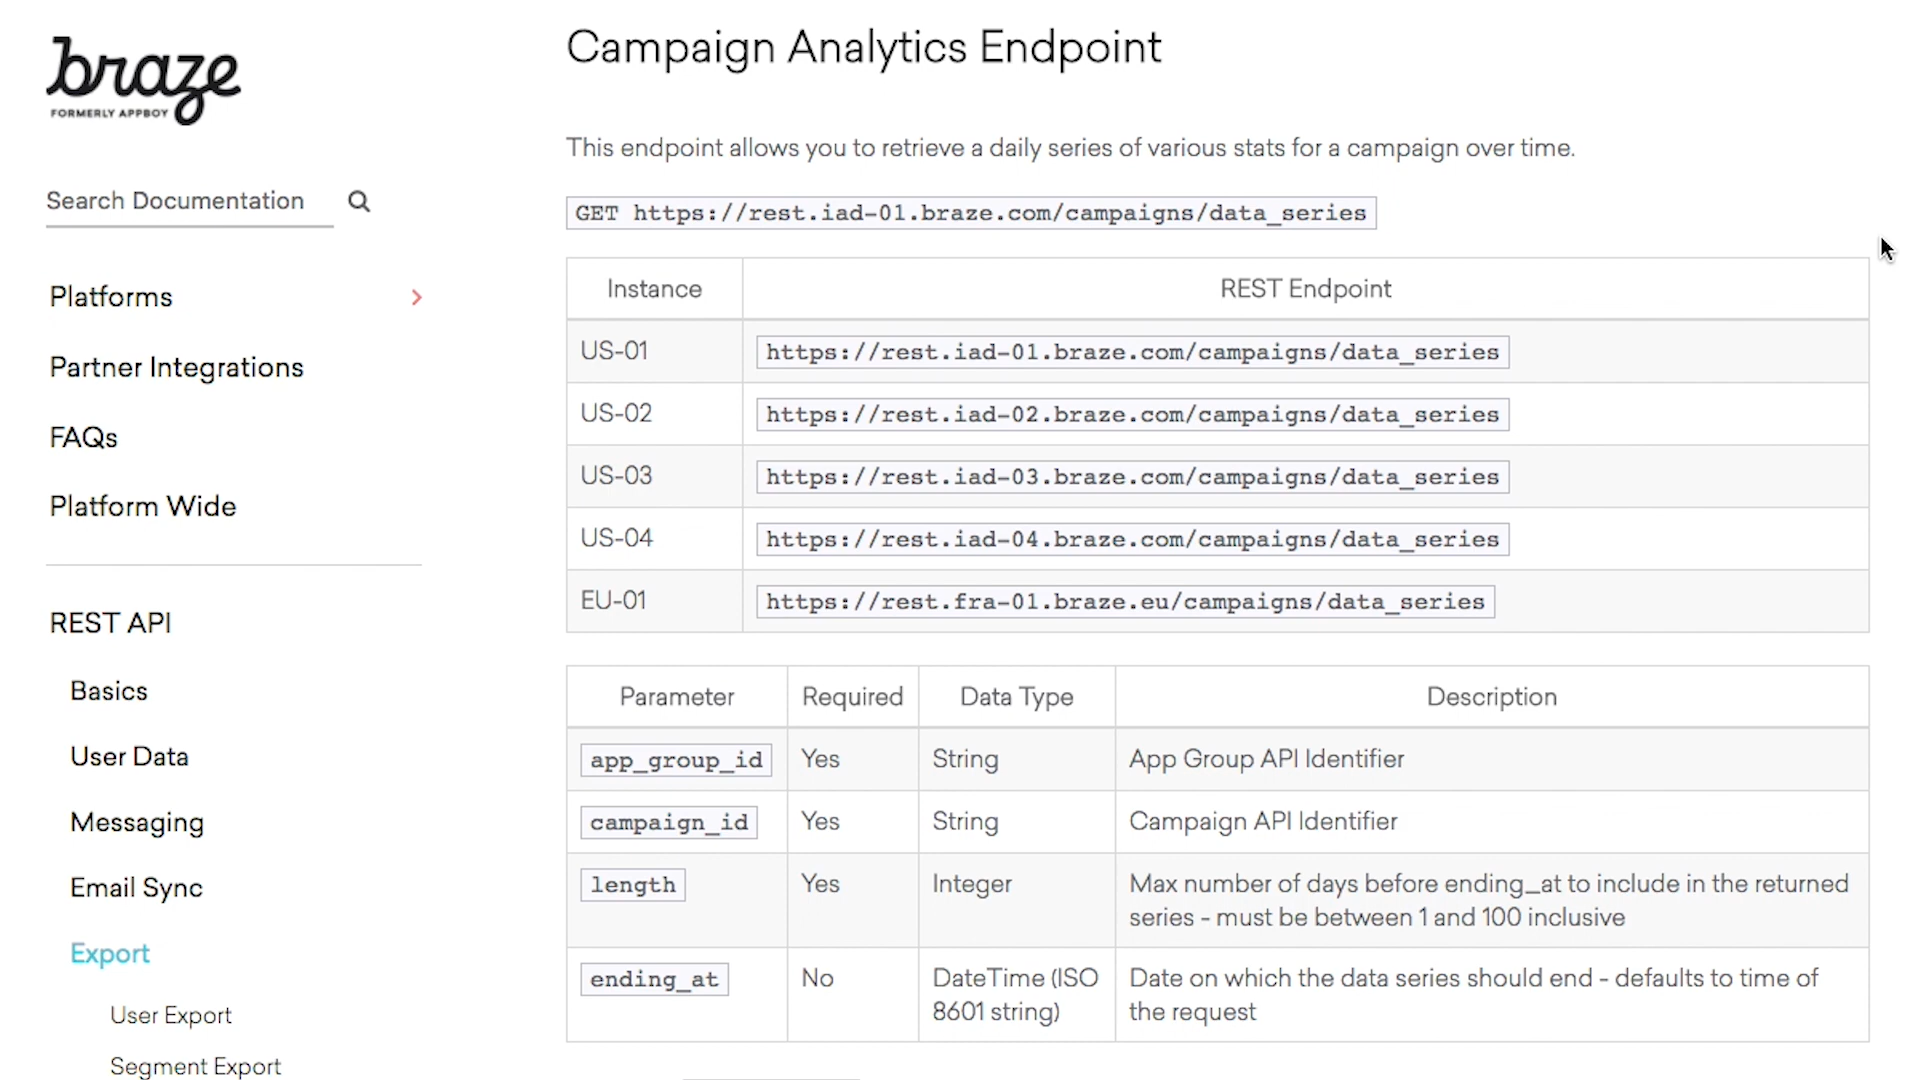 braze
FORMERLY APPBOY
Search Documentation
Platforms
Partner Integrations
FAQs
Platform Wide
REST API
Basics
User Data
Messaging
Email Sync
Export
User Export
Segment Export
Campaign Analytics Endpoint
This endpoint allows you to retrieve a daily series of various stats for a campaign over time.
GET https://rest.iad-01.braze.com/campaigns/data_series
Instance REST Endpoint
US-01 https://rest.iad-01.braze.com/campaigns/data_series
US-02 https://rest.iad-02.braze.com/campaigns/data_series
US-03 https://rest.iad-03.braze.com/campaigns/data_series
US-04 https://rest.iad-04.braze.com/campaigns/data_series
EU-01 https://rest.fra-01.braze.eu/campaigns/data_series
Parameter Required Data Type Description
app_group_id Yes String App Group API Identifier
campaign_id Yes String Campaign API Identifier
length Yes Integer Max number of days before ending_at to include in the returned
series - must be between 1 and 100 inclusive
ending_at No DateTime (ISO Date on which the data series should end - defaults to time of
8601 string) the request